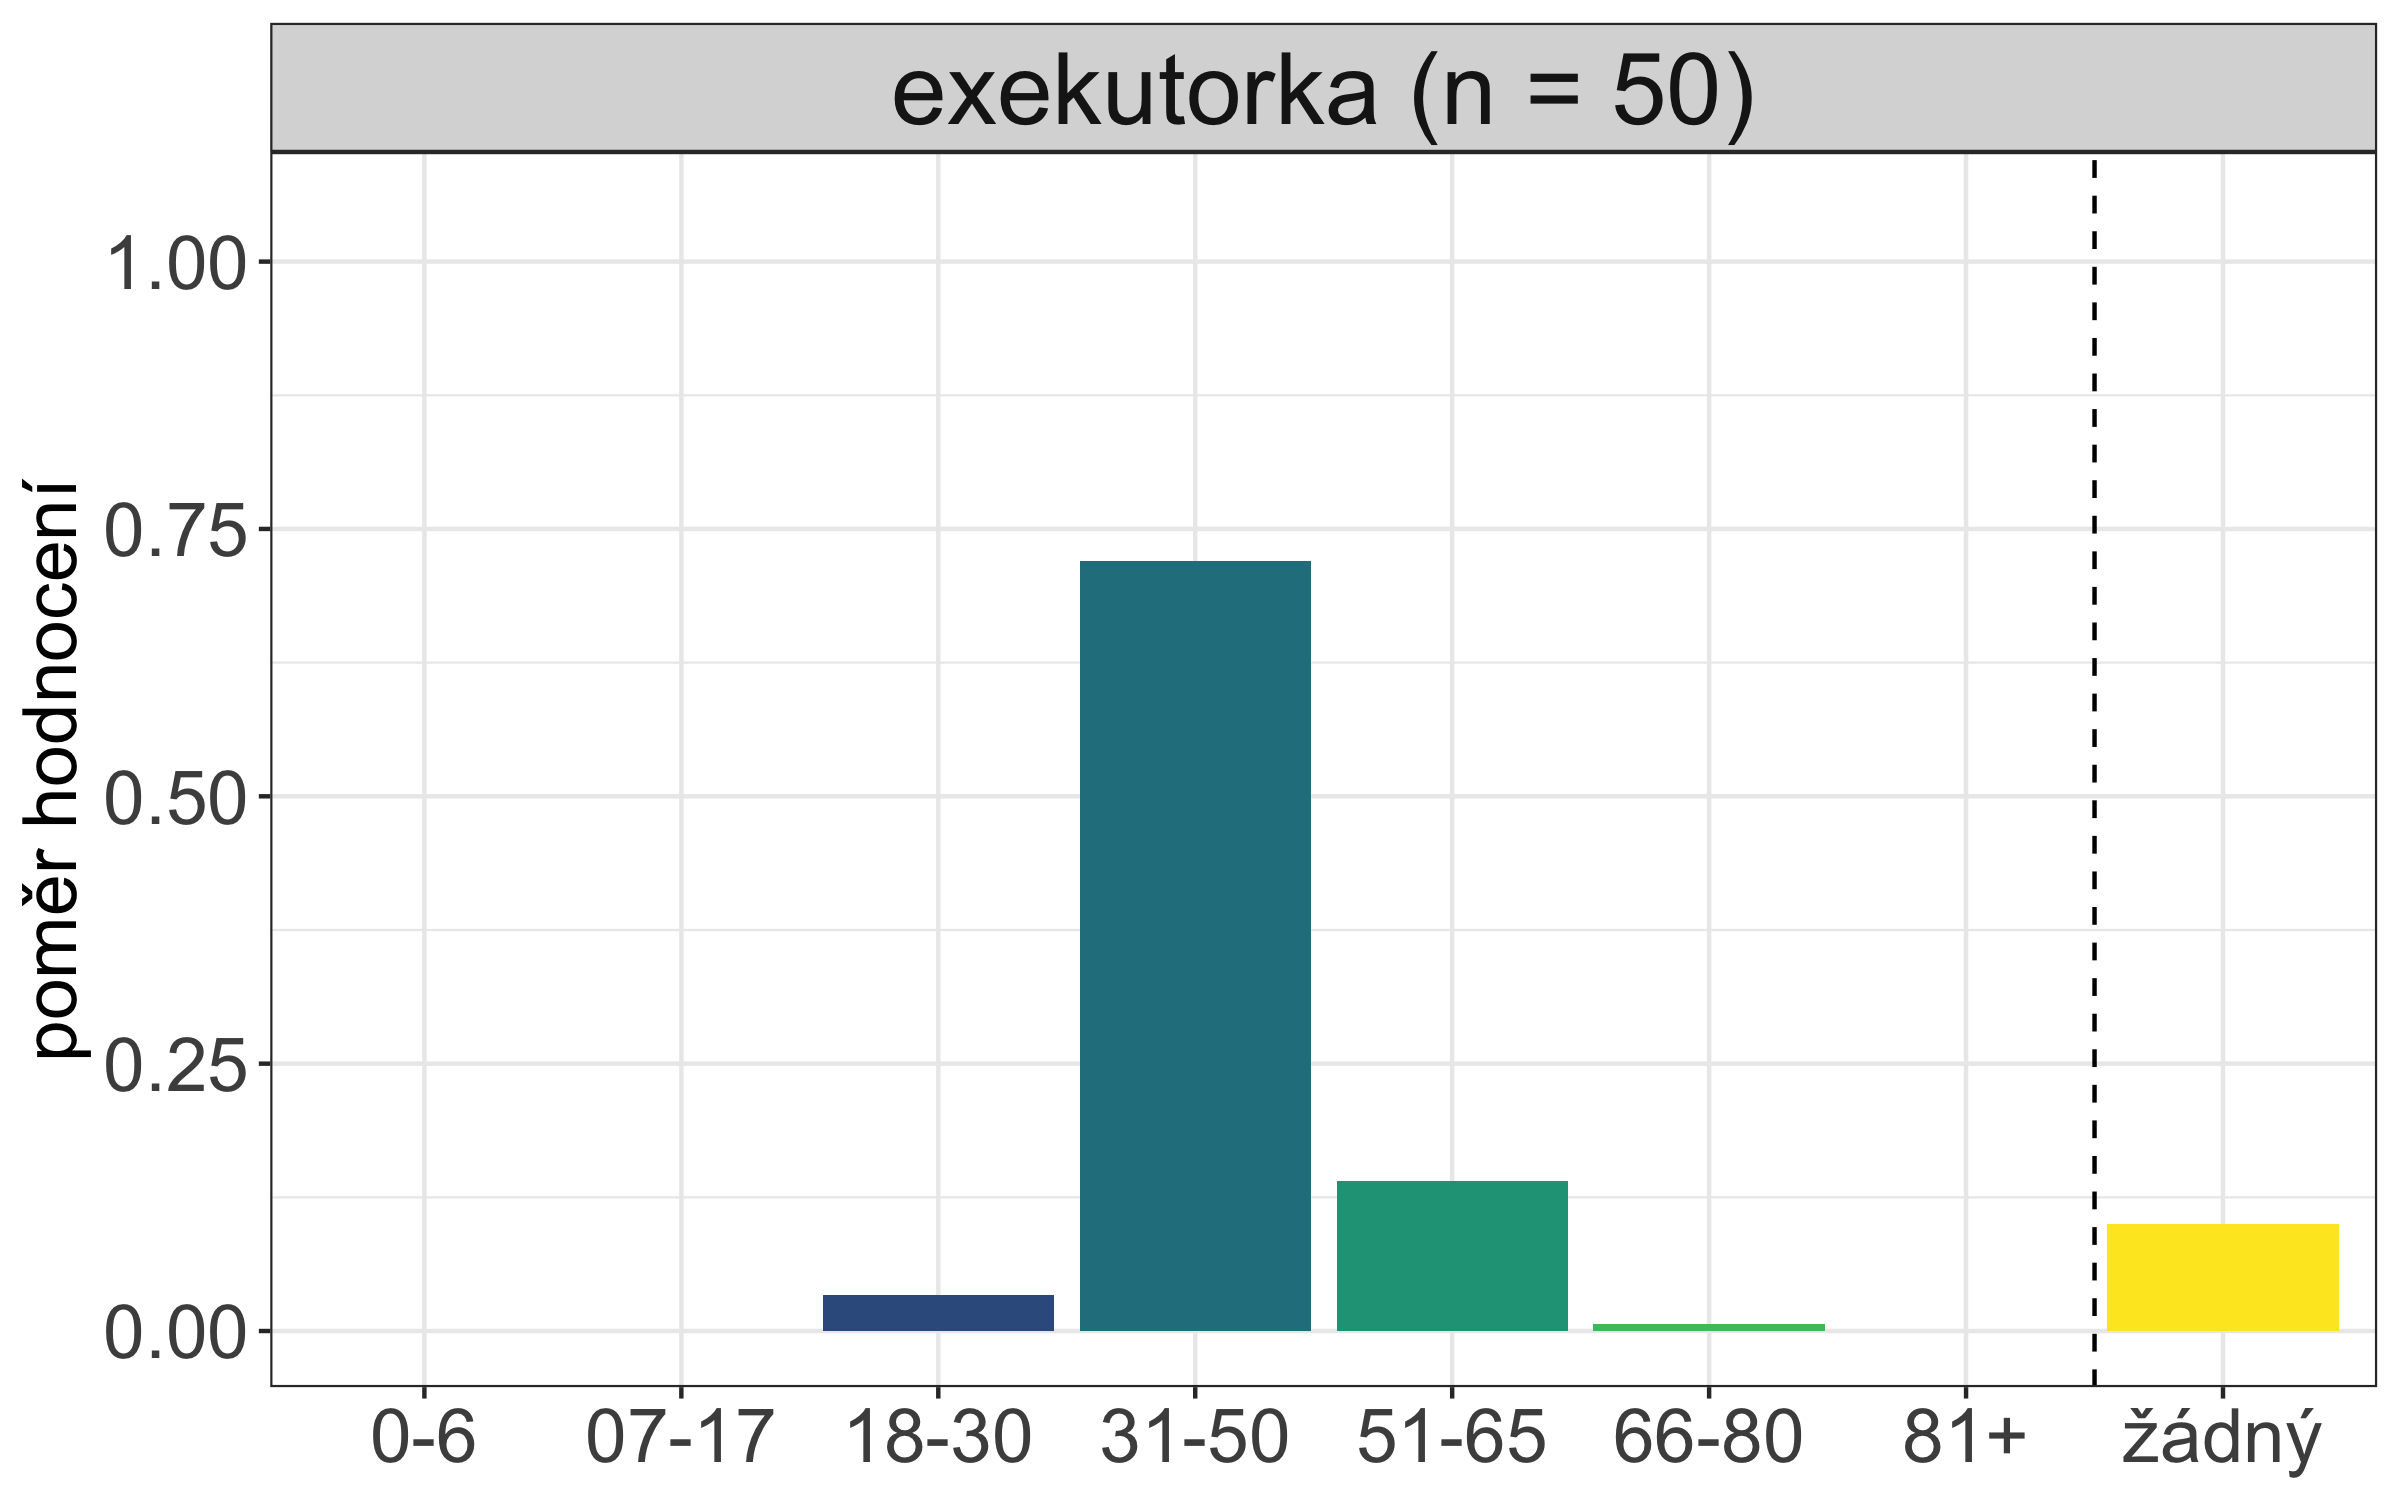 exekutorka (n = 50)
poměr hodnocení
1.00
0.75
0.50
0.25
0.00
0-6 07-17 18-30 31-50 51-65 66-80 81+ žádný